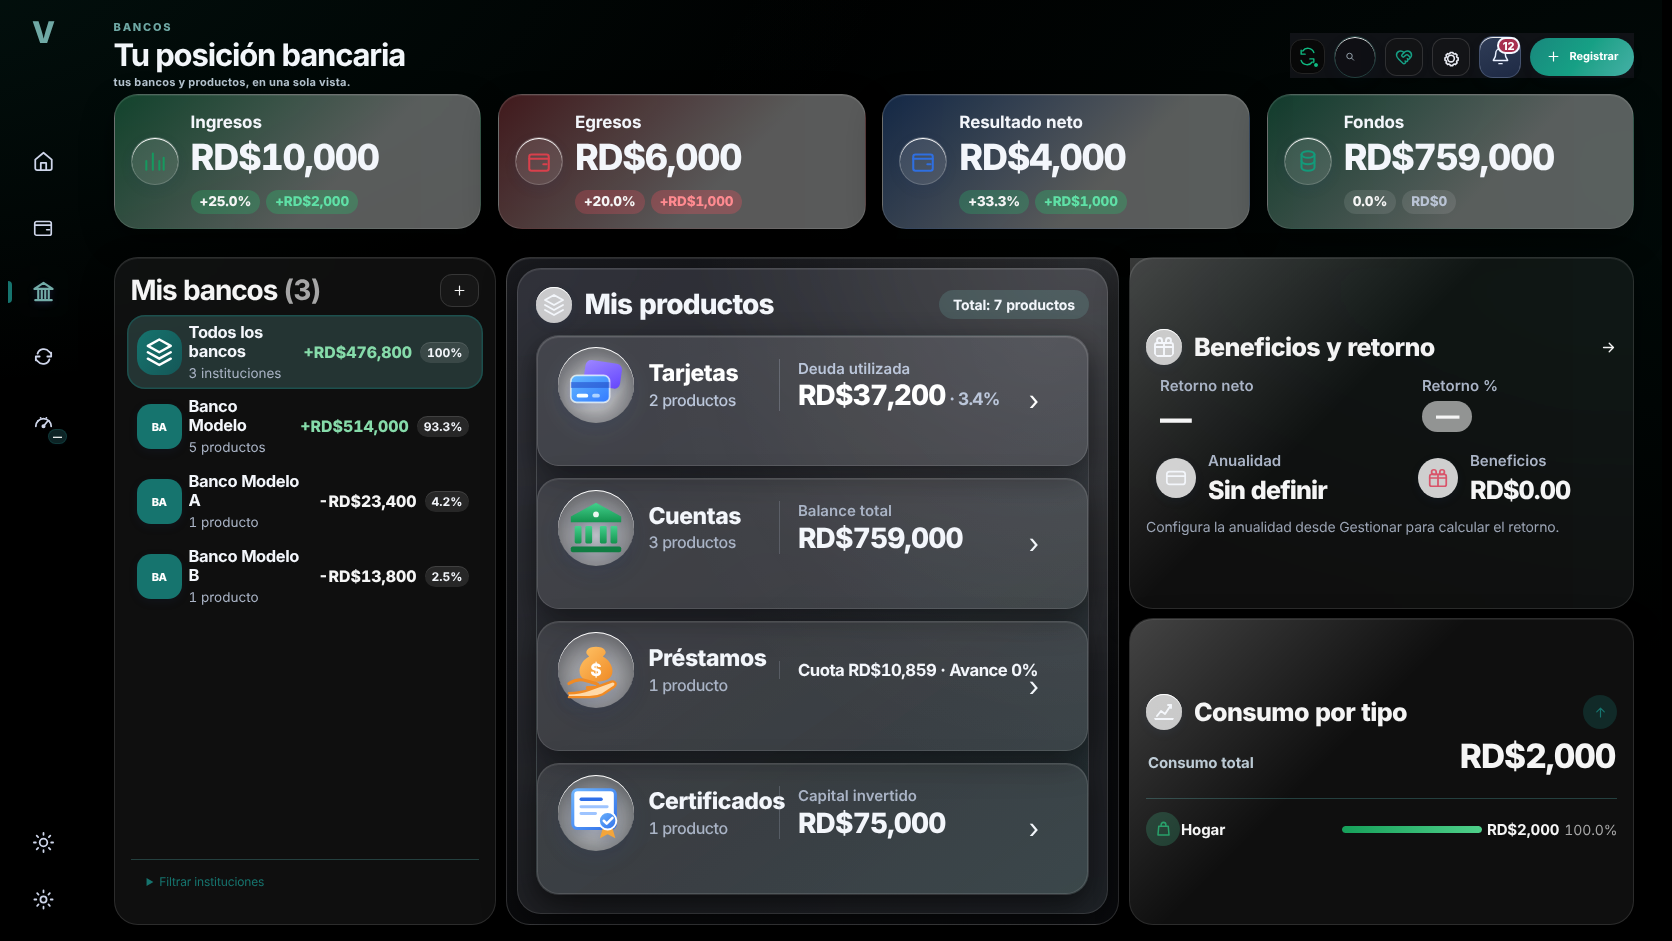 V
BANCOS
Tu posición bancaria
tus bancos y productos, en una sola vista.
12
Registrar
Ingresos
RD$10,000
+25.0% +RD$2,000
Egresos
RD$6,000
+20.0% +RD$1,000
Resultado neto
RD$4,000
+33.3% +RD$1,000
Fondos
RD$759,000
0.0% RD$0
Mis bancos (3)
+
Todos los
bancos
3 instituciones
+RD$476,800 100%
BA
Banco
Modelo
5 productos
+RD$514,000 93.3%
BA
Banco Modelo
A
1 producto
-RD$23,400 4.2%
BA
Banco Modelo
B
1 producto
-RD$13,800 2.5%
Filtrar instituciones
Mis productos
Total: 7 productos
Tarjetas
2 productos
Deuda utilizada
RD$37,200 · 3.4%
Cuentas
3 productos
Balance total
RD$759,000
$
Préstamos
1 producto
Cuota RD$10,859 · Avance 0%
Certificados
1 producto
Capital invertido
RD$75,000
Beneficios y retorno
Retorno neto
—
Retorno %
—
Anualidad
Sin definir
Beneficios
RD$0.00
Configura la anualidad desde Gestionar para calcular el retorno.
Consumo por tipo
Consumo total
RD$2,000
Hogar
RD$2,000 100.0%